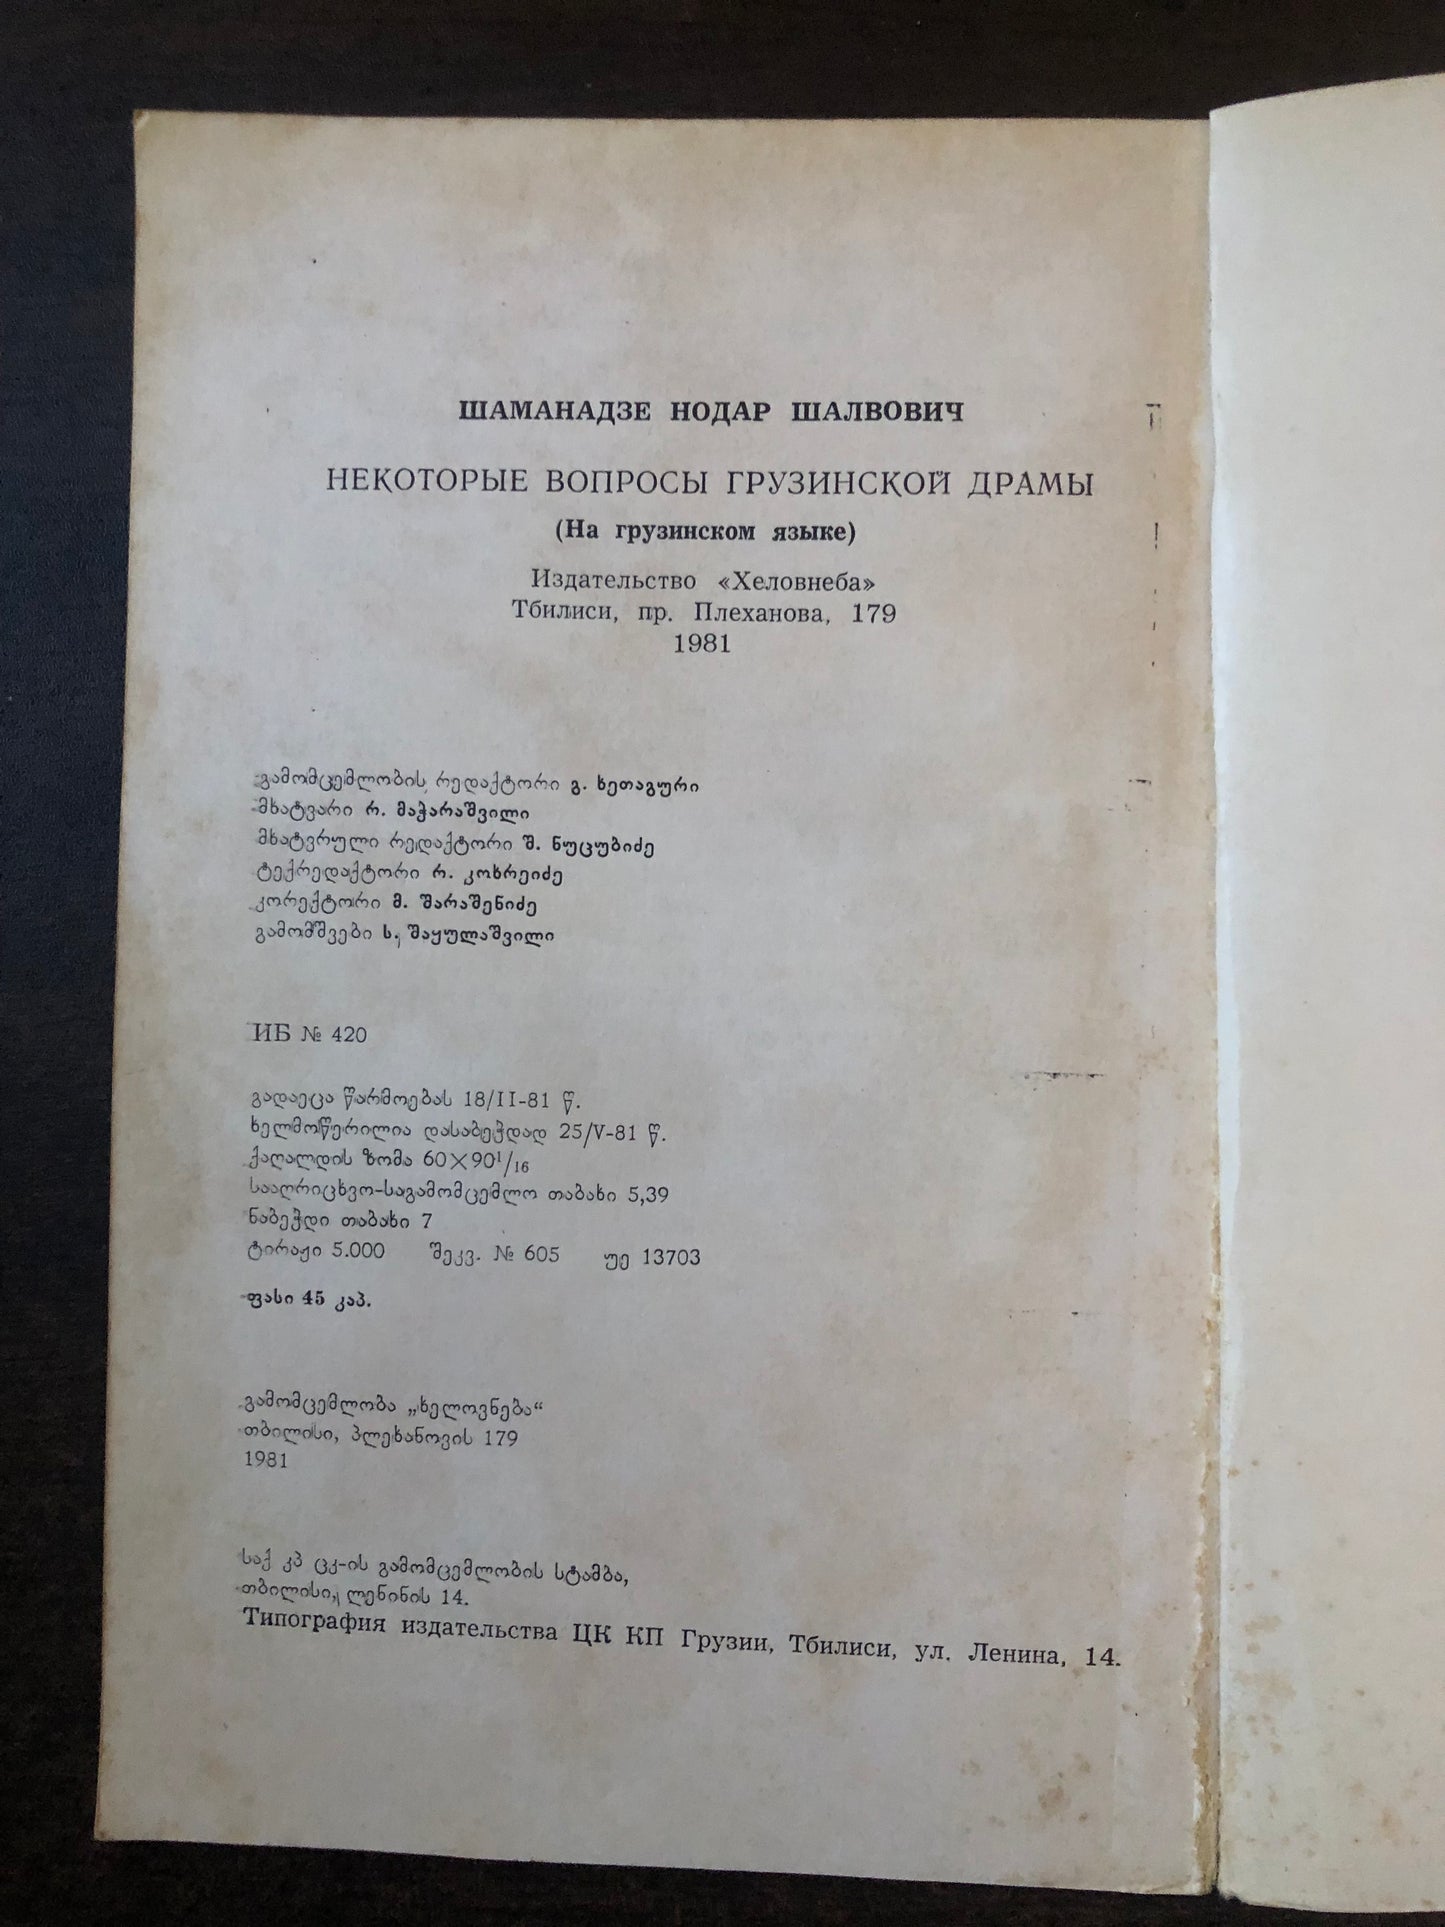 ШАМАНАДЗЕ НОДАР ШАЛВОВИЧ
НЕКОТОРЫЕ ВОПРОСЫ ГРУЗИНСКОЙ ДРАМЫ
(На грузинском языке)
Издательство «Хеловнеба»
Тбилиси, пр. Плеханова, 179
1981
გამომცემლობის რედაქტორი გ. ხეთაგური
მხატვარი რ. მაჭარაშვილი
მხატვრული რედაქტორი შ. ნუცუბიძე
ტექრედაქტორი რ. კოხრეიძე
კორექტორი მ. შარაშენიძე
გამომშვები ს. შაყულაშვილი
ИБ № 420
გადაეცა წარმოებას 18/II-81 წ.
ხელმოწერილია დასაბეჭდად 25/V-81 წ.
ქაღალდის ზომა 60×90¹/₁₆
სააღრიცხვო-საგამომცემლო თაბახი 5,39
ნაბეჭდი თაბახი 7
ტირაჟი 5.000 შეკვ. № 605 უე 13703
ფასი 45 კაპ.
გამომცემლობა „ხელოვნება“
თბილისი, პლეხანოვის 179
1981
საქ კპ ცკ-ის გამომცემლობის სტამბა,
თბილისი, ლენინის 14.
Типография издательства ЦК КП Грузии, Тбилиси, ул. Ленина, 14.